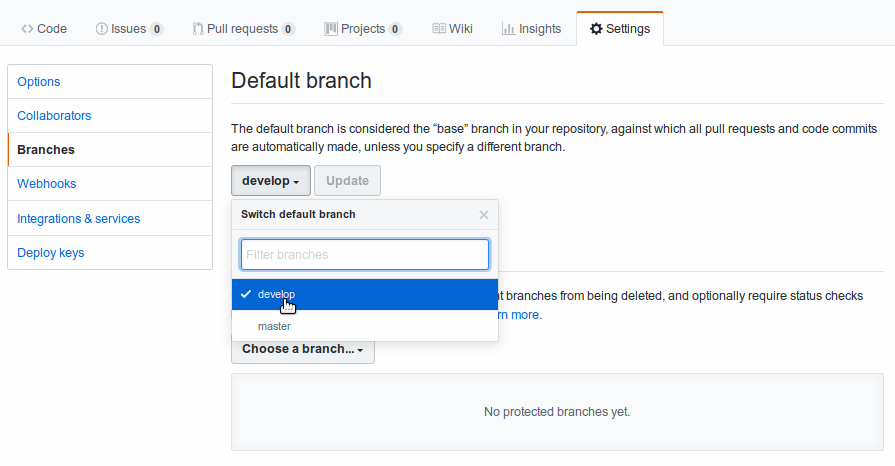 Code
Issues 0
Pull requests 0
Projects 0
Wiki
Insights
Settings
Options
Collaborators
Branches
Webhooks
Integrations & services
Deploy keys
Default branch
The default branch is considered the “base” branch in your repository, against which all pull requests and code commits
are automatically made, unless you specify a different branch.
develop
Update
Switch default branch
Filter branches
develop
master
branches from being deleted, and optionally require status checks
more.
Choose a branch...
No protected branches yet.